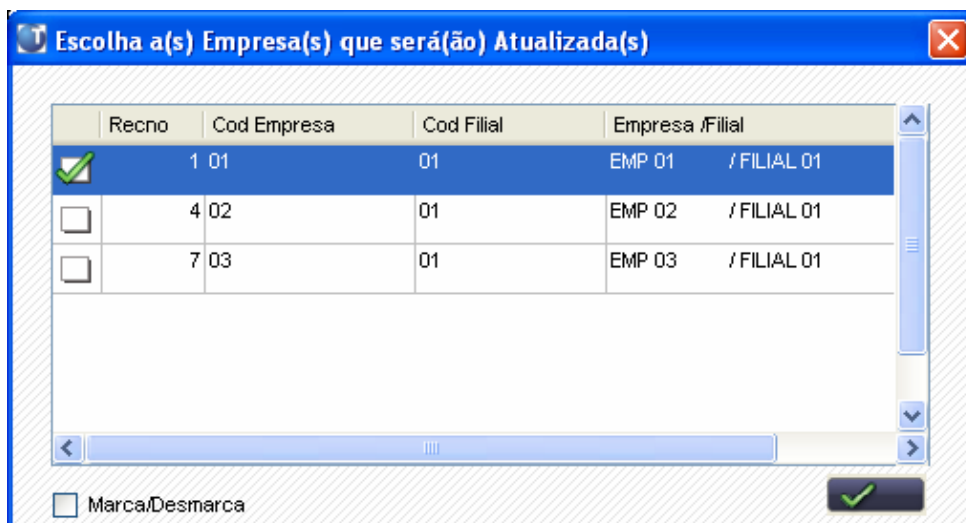 Escolha a(s) Empresa(s) que será(ão) Atualizada(s)
Recno Cod Empresa Cod Filial Empresa /Filial
1 01 01 EMP 01 / FILIAL 01
4 02 01 EMP 02 / FILIAL 01
7 03 01 EMP 03 / FILIAL 01
Marca/Desmarca